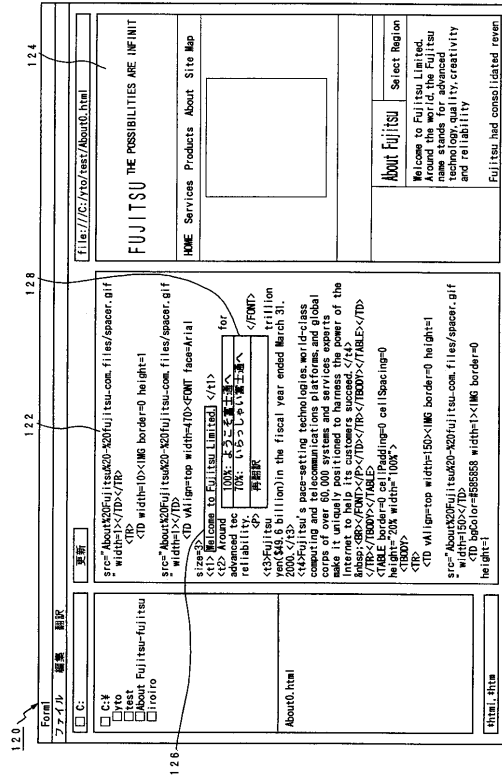 120
Form1
ファイル 編集 翻訳
C:
C:¥
yto
test
About Fujitsu-fujitsu
iroiro
About0.html
*html,*htm
126
更新
122
src="About%20Fujitsu%20-%20fujitsu-com.files/spacer.gif
" width=1></TD></TR>
<TR>
<TD width=10><IMG border=0 height=1
src="About%20Fujitsu%20-%20fujitsu-com.files/spacer.gif
" width=1></TD>
<TD vAlign=top width=470><FONT face=Arial
size=3>
<t1>Welcome to Fujitsu Limited.</t1>
<t2> Around for
100%: ようこそ富士通へ
advanced tec
70%: いらっしゃい富士通へ
reliability.
再翻訳
</FONT>
<P>
<t3>Fujitsu trillion
yen($49.6 billion)in the fiscal year ended March 31,
2000.</t3>
<t4>Fujitsu's pace-setting technologies,world-class
computing and telecommunications platforms,and global
corps of over 60,000 systems and services experts
make it uniquely positioned to harness the power of the
Internet to help its customers succeed.</t4>
&nbsp;<BR></FONT></P></TD></TR></TBODY></TABLE></TD>
</TR></TBODY></TABLE>
<TABLE border=0 cellPadding=0 cellSpacing=0
height="20% width="100%">
<TBODY>
<TR>
<TD vAlign=top width=150><IMG border=0 height=1
src="About%20Fujitsu%20-%20fujitsu-com.files/spacer.gif
" width=150></TD>
<TD bgColor=#585858 width=1><IMG border=0
height=1
128
124
file:///C:/yto/test/About0.html
FUJITSU THE POSSIBILITIES ARE INFINIT
HOME Services Products About Site Map
About Fujitsu
Select Region
Welcome to Fujitsu Limited.
Around the world,the Fujitsu
name stands for advanced
technology,quality,creativity
and reliability
Fujitsu had consolidated reven